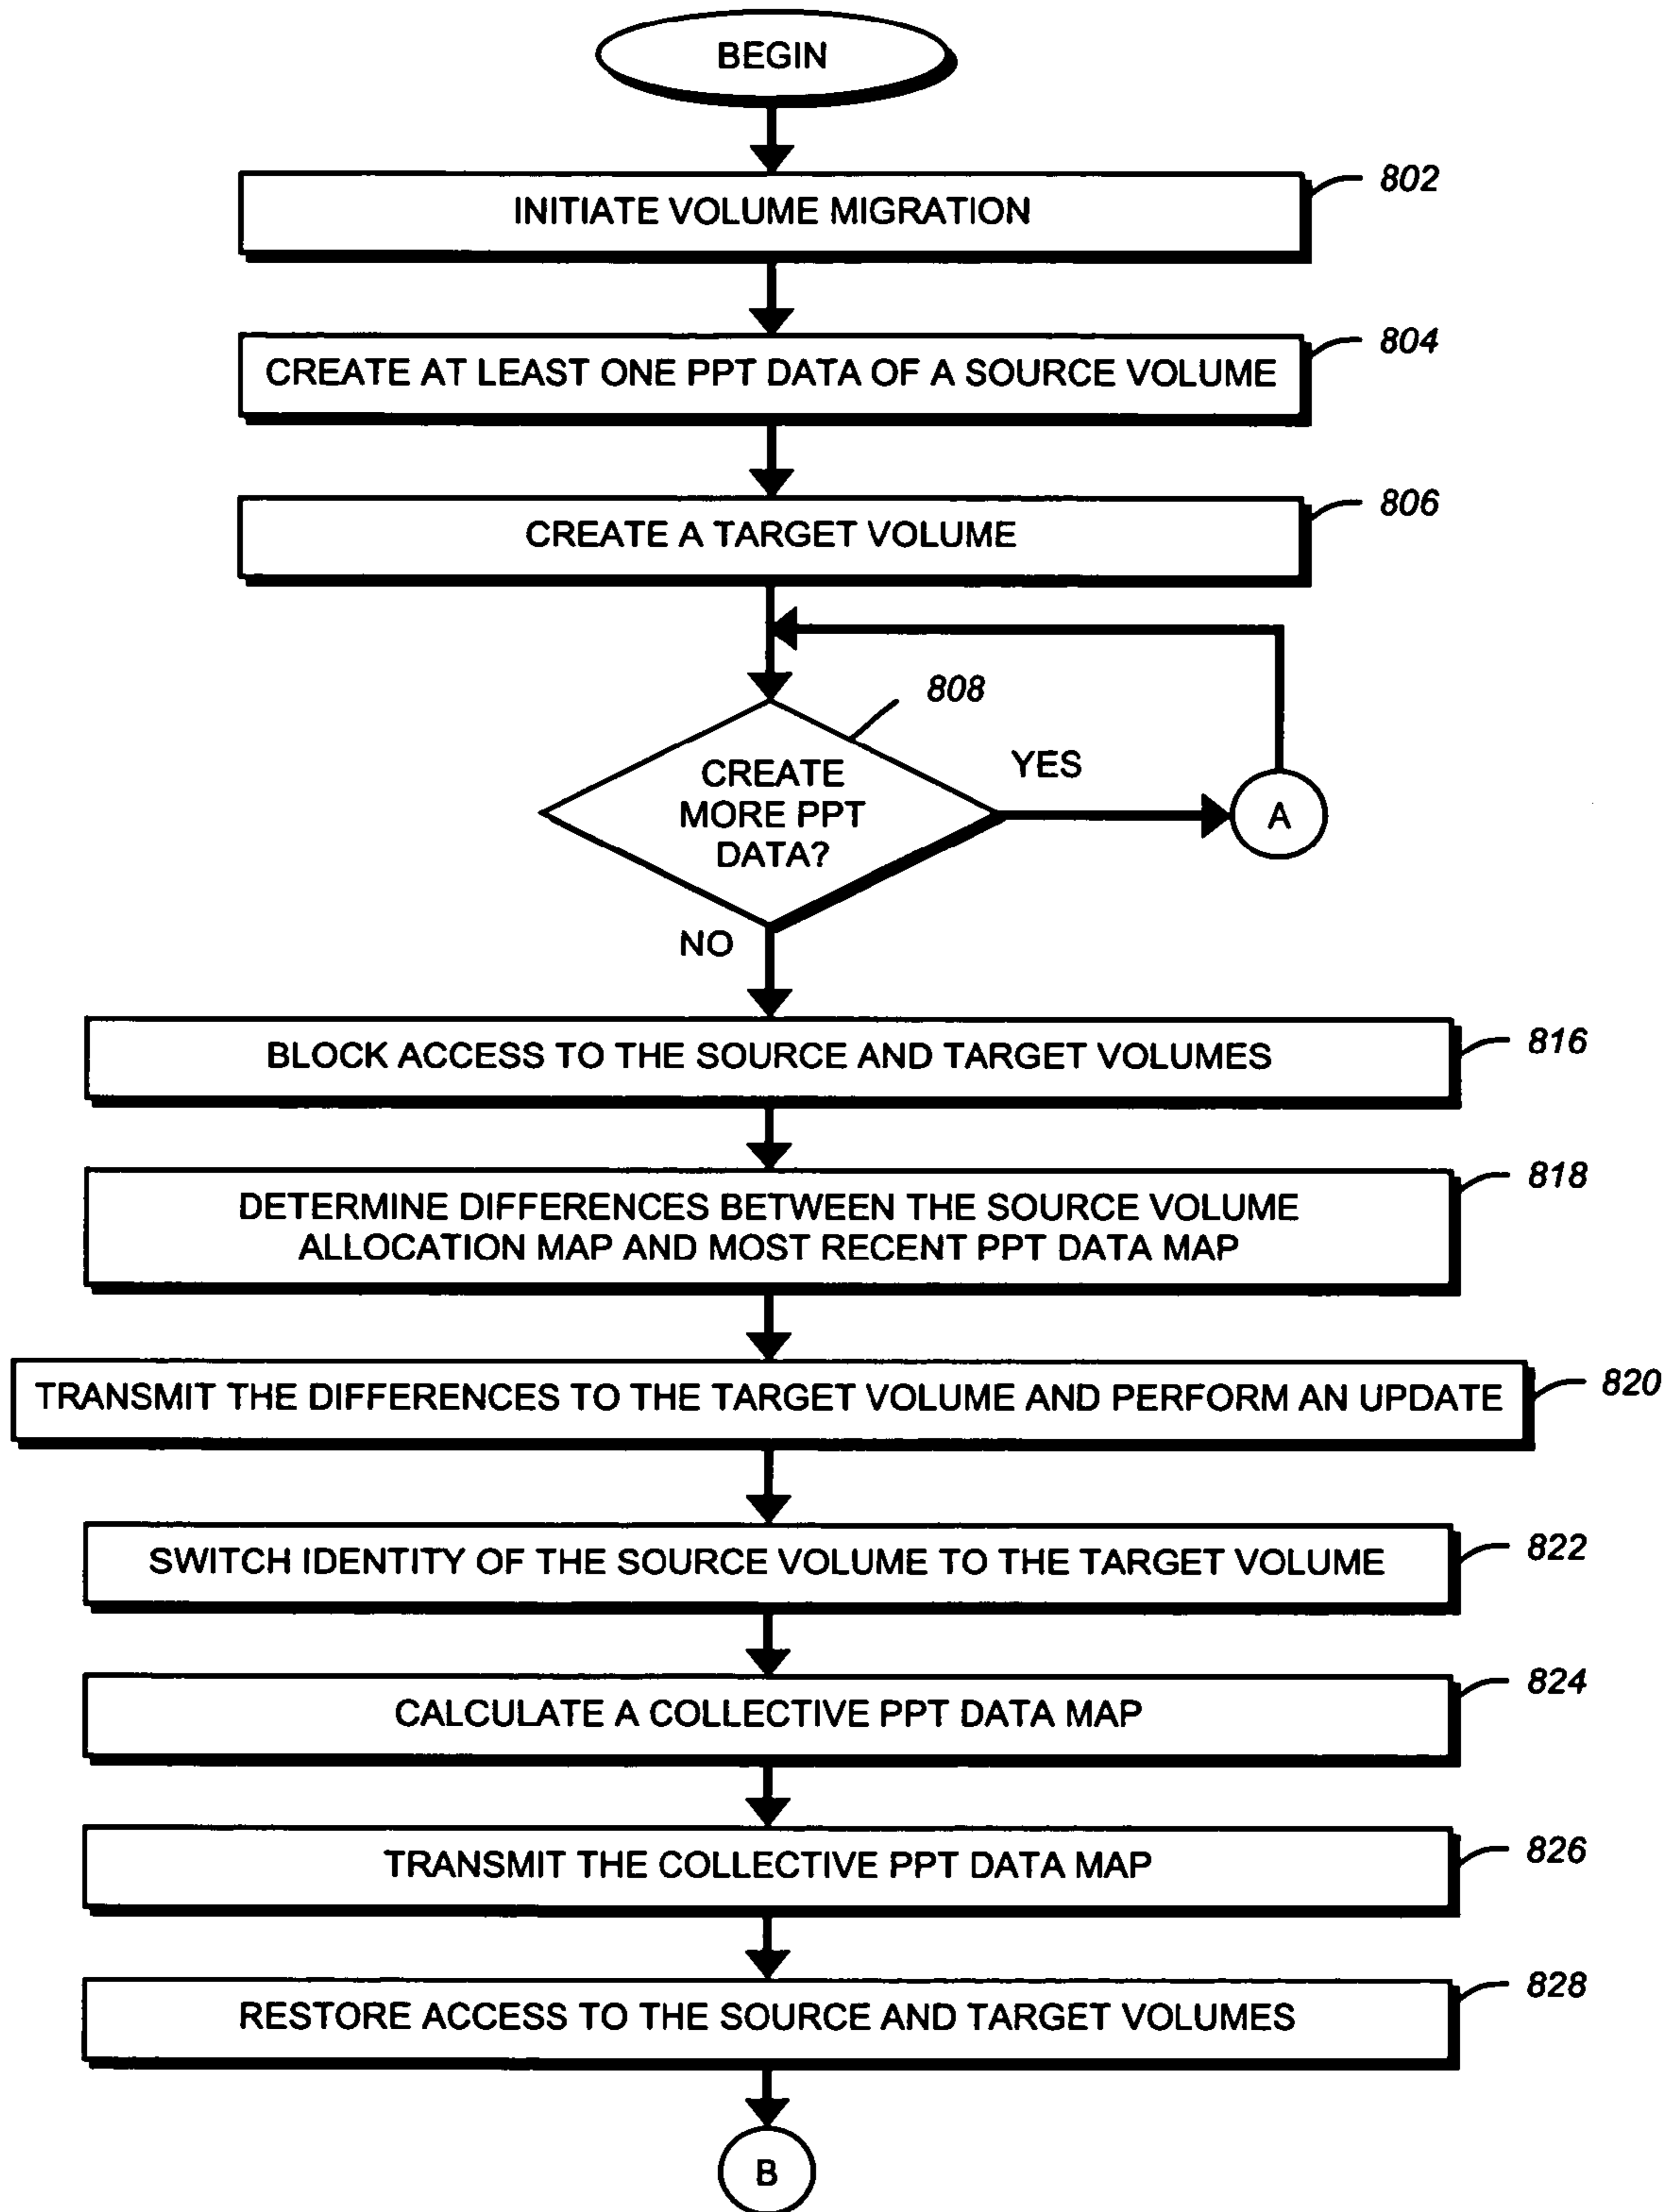 BEGIN
INITIATE VOLUME MIGRATION
802
CREATE AT LEAST ONE PPT DATA OF A SOURCE VOLUME
804
CREATE A TARGET VOLUME
806
808
CREATE
MORE PPT
DATA?
YES
A
NO
BLOCK ACCESS TO THE SOURCE AND TARGET VOLUMES
816
DETERMINE DIFFERENCES BETWEEN THE SOURCE VOLUME
ALLOCATION MAP AND MOST RECENT PPT DATA MAP
818
TRANSMIT THE DIFFERENCES TO THE TARGET VOLUME AND PERFORM AN UPDATE
820
SWITCH IDENTITY OF THE SOURCE VOLUME TO THE TARGET VOLUME
822
CALCULATE A COLLECTIVE PPT DATA MAP
824
TRANSMIT THE COLLECTIVE PPT DATA MAP
826
RESTORE ACCESS TO THE SOURCE AND TARGET VOLUMES
828
B